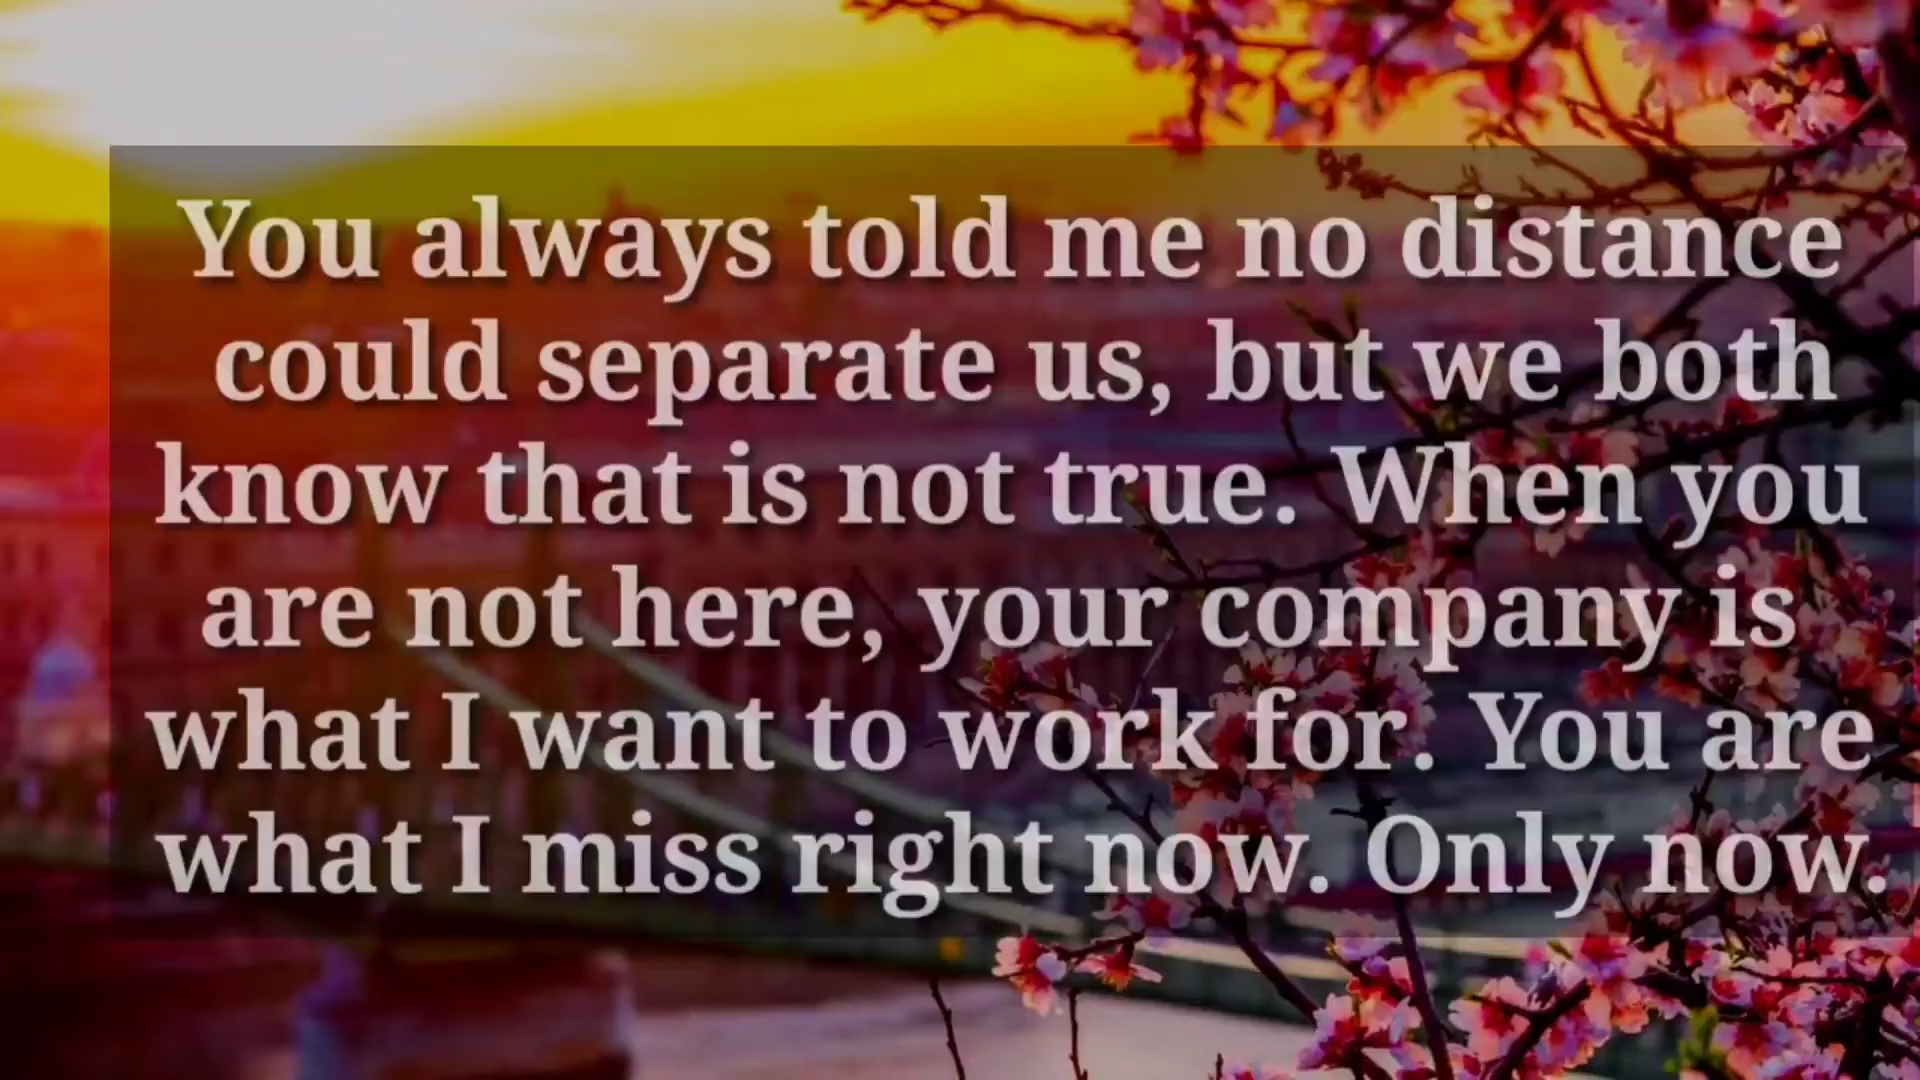 You always told me no distance
could separate us, but we both
know that is not true. When you
are not here, your company is
what I want to work for. You are
what I miss right now. Only now.